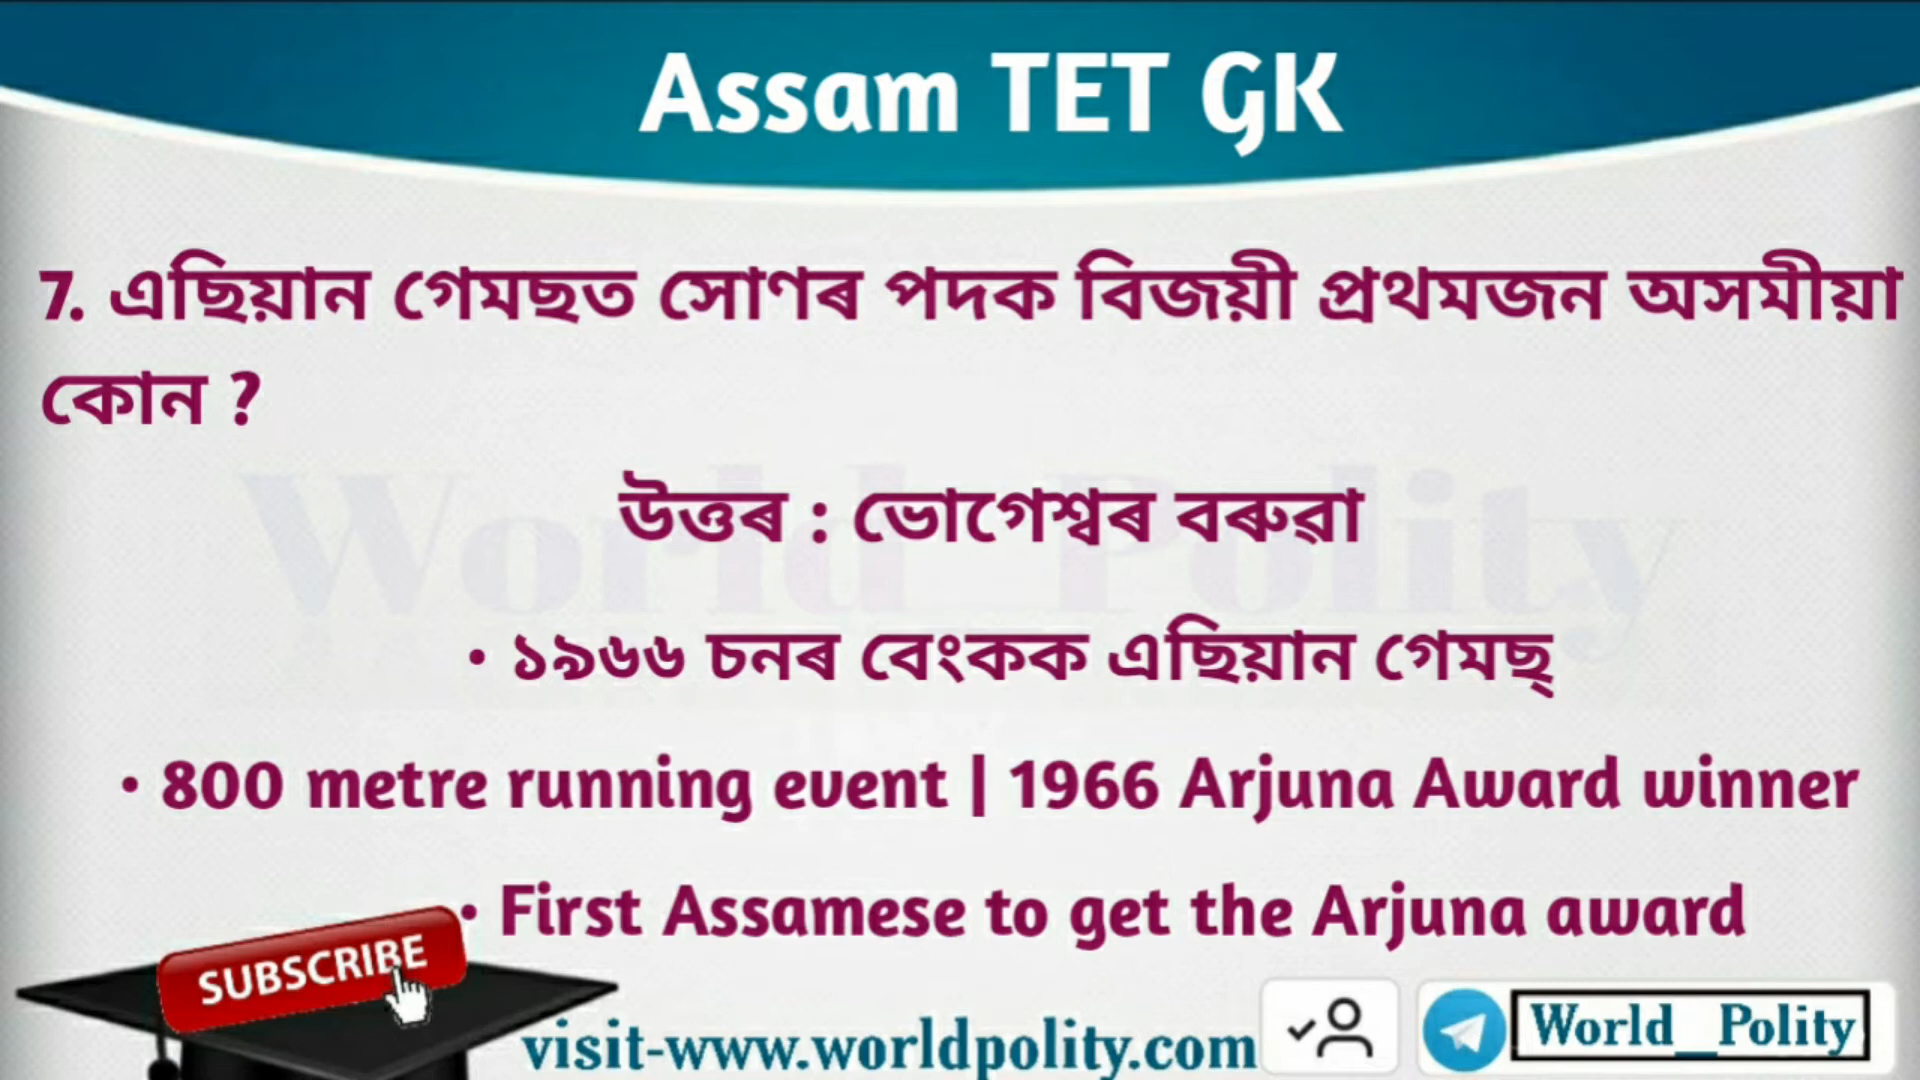 Assam TET GK
7. এছিয়ান গেমছত সোণৰ পদক বিজয়ী প্ৰথমজন অসমীয়া
কোন ?
উত্তৰ : ভোগেশ্বৰ বৰুৱা
• ১৯৬৬ চনৰ বেংকক এছিয়ান গেমছ্
• 800 metre running event | 1966 Arjuna Award winner
• First Assamese to get the Arjuna award
SUBSCRIBE
visit-www.worldpolity.com
World_Polity
World Polity